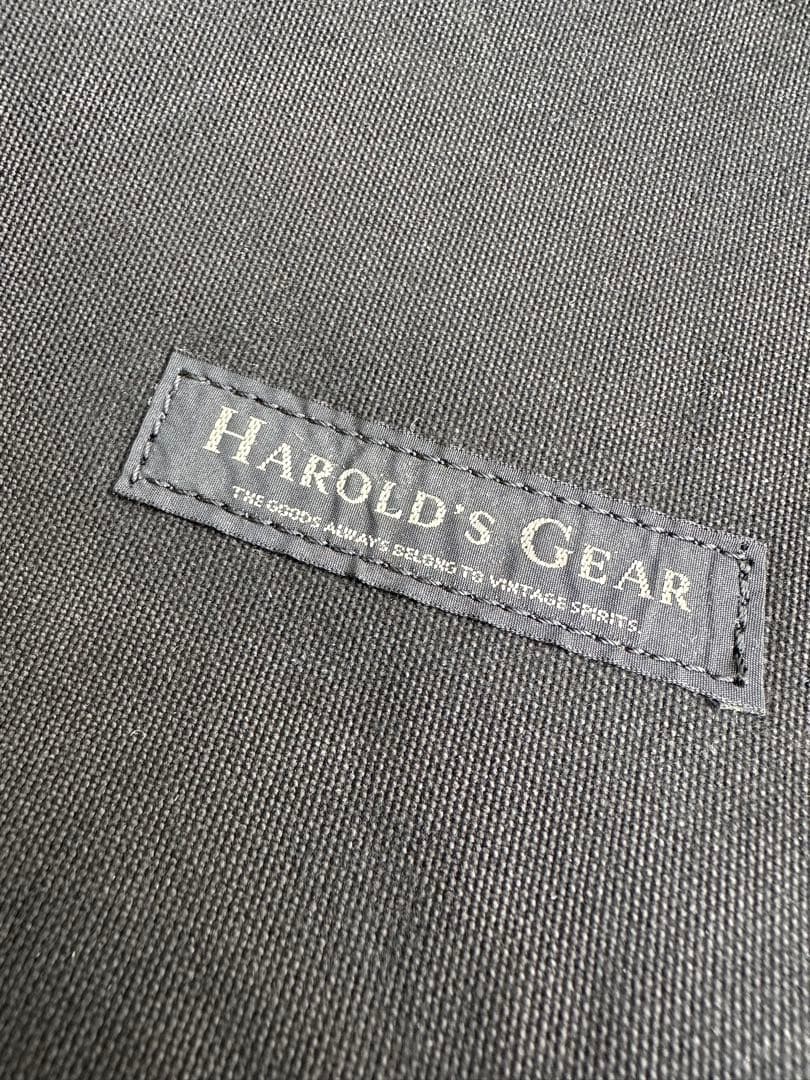 HAROLD'S GEAR
THE GOODS ALWAYS BELONG TO VINTAGE SPIRITS.